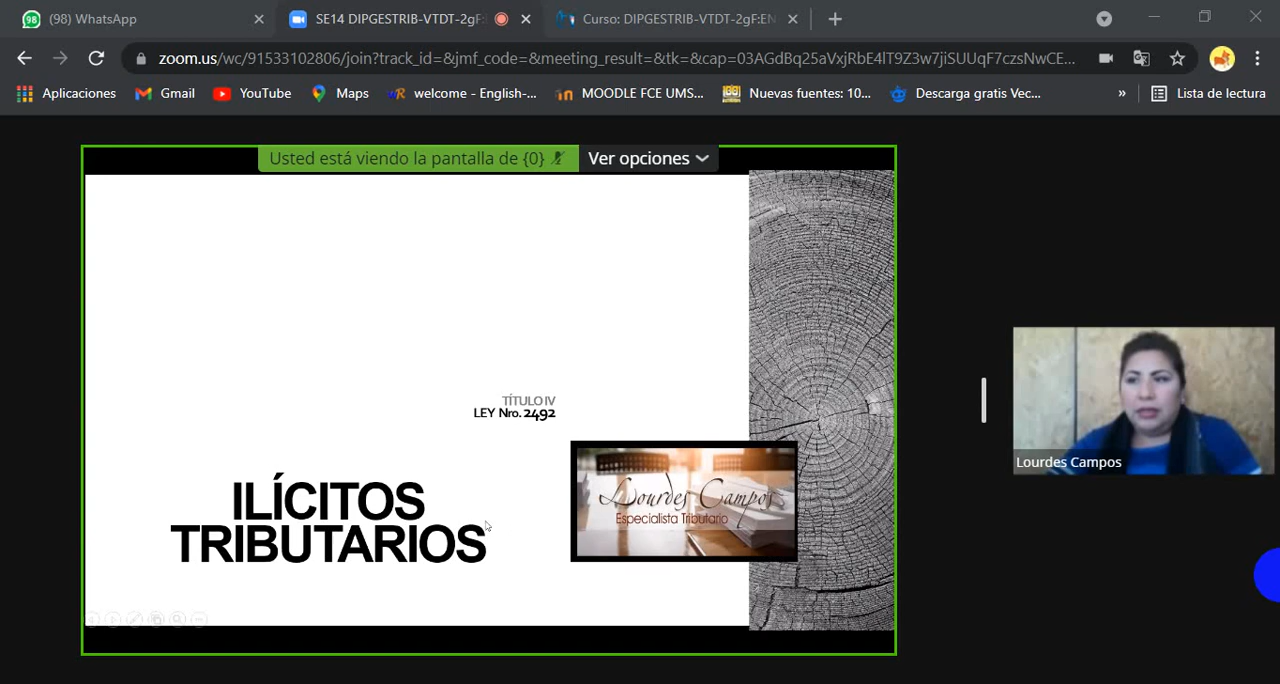 (98) WhatsApp
SE14 DIPGESTRIB-VTDT-2gF:
Curso: DIPGESTRIB-VTDT-2gF:EN
zoom.us/wc/91533102806/join?track_id=&jmf_code=&meeting_result=&tk=&cap=03AGdBq25aVxjRbE4lT9Z3w7jiSUUqF7czsNwCE...
Aplicaciones
Gmail
YouTube
Maps
welcome - English-...
MOODLE FCE UMS...
Nuevas fuentes: 10...
Descarga gratis Vec...
»
Lista de lectura
Usted está viendo la pantalla de {0}
Ver opciones
TÍTULO IV
LEY Nro. 2492
ILÍCITOS
TRIBUTARIOS
Lourdes Campos
Especialista Tributario
Lourdes Campos